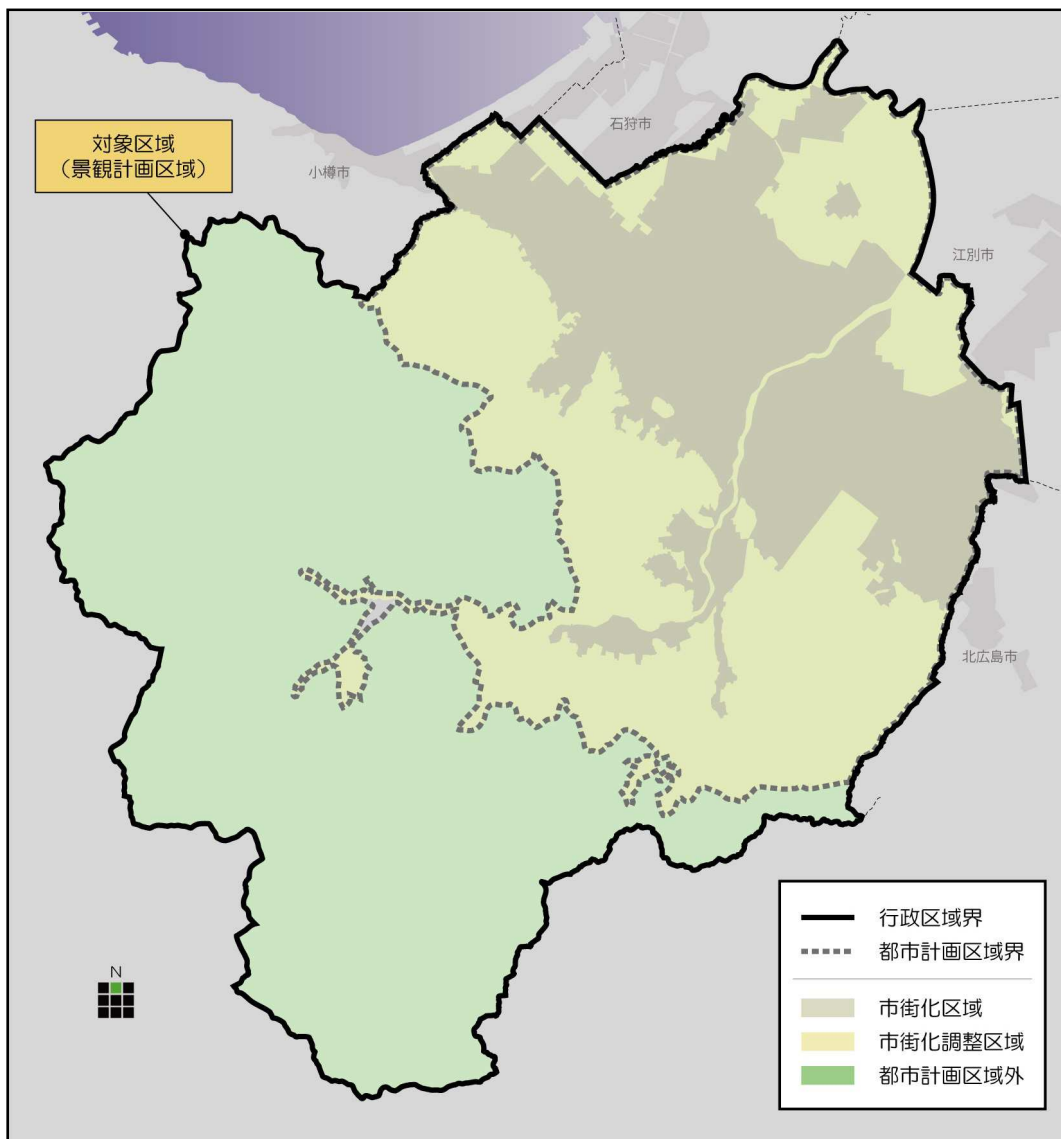 石狩市
対象区域
（景観計画区域）
小樽市
江別市
北広島市
行政区域界
都市計画区域界
N
市街化区域
市街化調整区域
都市計画区域外